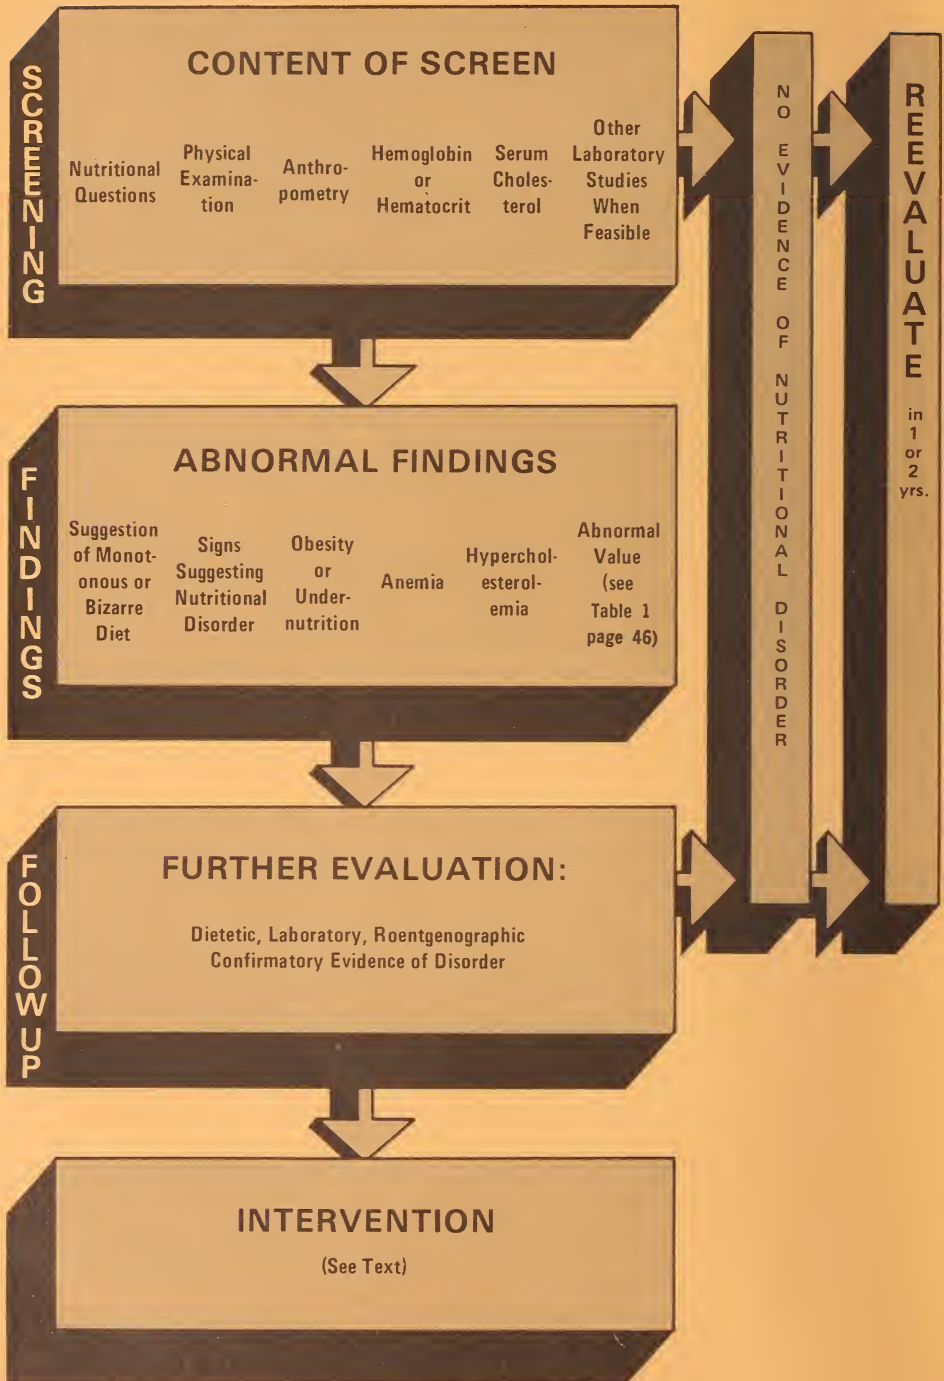 SCREENING
CONTENT OF SCREEN
Nutritional
Questions
Physical
Examina-
tion
Anthro-
pometry
Hemoglobin
or
Hematocrit
Serum
Choles-
terol
Other
Laboratory
Studies
When
Feasible
NO EVIDENCE OF NUTRITIONAL DISORDER
REEVALUATE
in
1
or
2
yrs.
FINDINGS
ABNORMAL FINDINGS
Suggestion
of Monot-
onous or
Bizarre
Diet
Signs
Suggesting
Nutritional
Disorder
Obesity
or
Under-
nutrition
Anemia
Hyperchol-
esterol-
emia
Abnormal
Value
(see
Table 1
page 46)
FOLLOW UP
FURTHER EVALUATION:
Dietetic, Laboratory, Roentgenographic
Confirmatory Evidence of Disorder
INTERVENTION
(See Text)